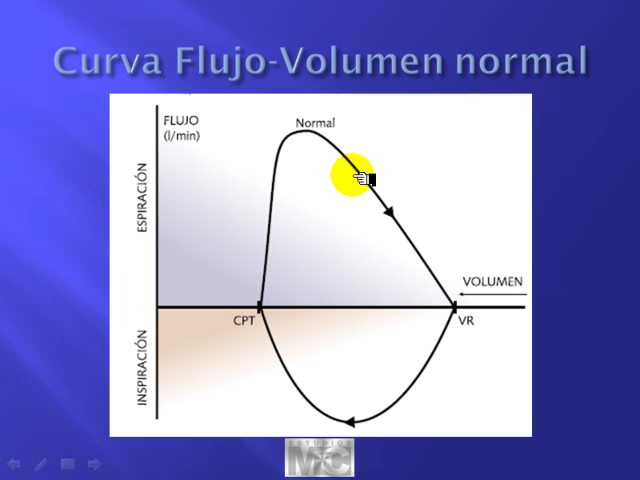 Curva Flujo-Volumen normal
FLUJO
(l/min)
Normal
ESPIRACIÓN
VOLUMEN
CPT
VR
INSPIRACIÓN
ESTUDIOS
MC